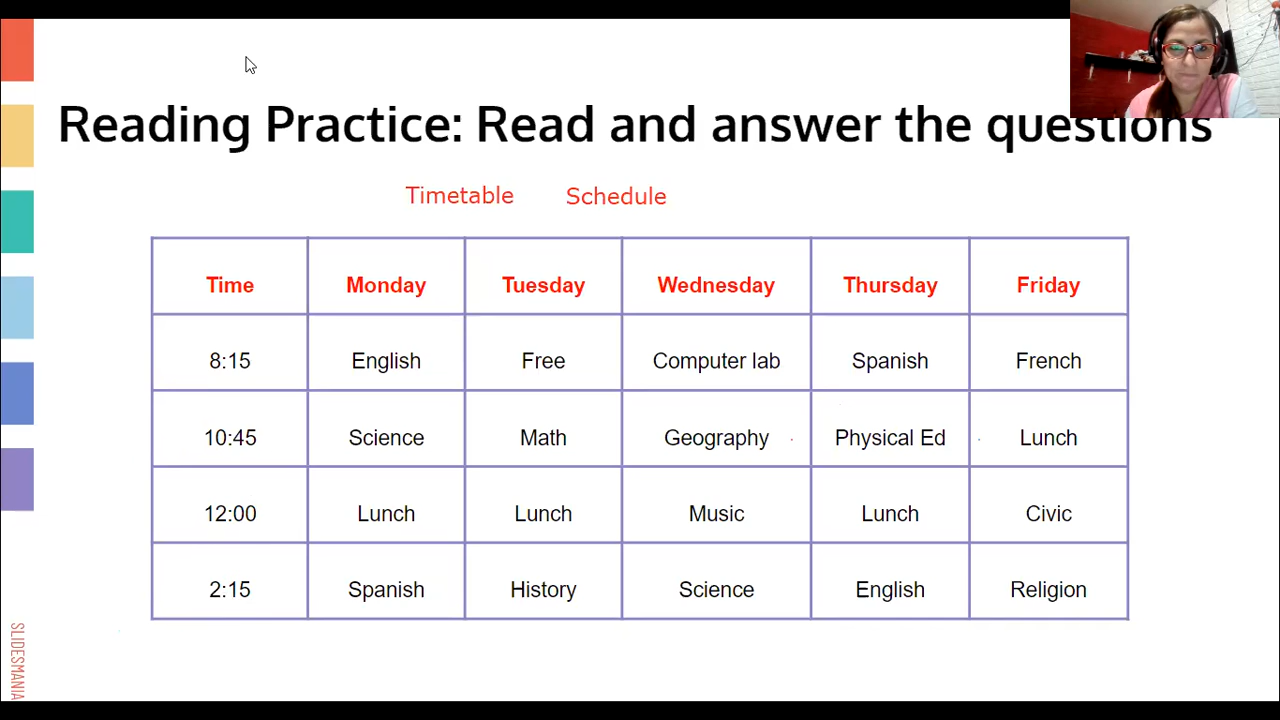 Reading Practice: Read and answer the questions
Timetable Schedule
Time Monday Tuesday Wednesday Thursday Friday
8:15 English Free Computer lab Spanish French
10:45 Science Math Geography Physical Ed Lunch
12:00 Lunch Lunch Music Lunch Civic
2:15 Spanish History Science English Religion
SLIDESMANIA